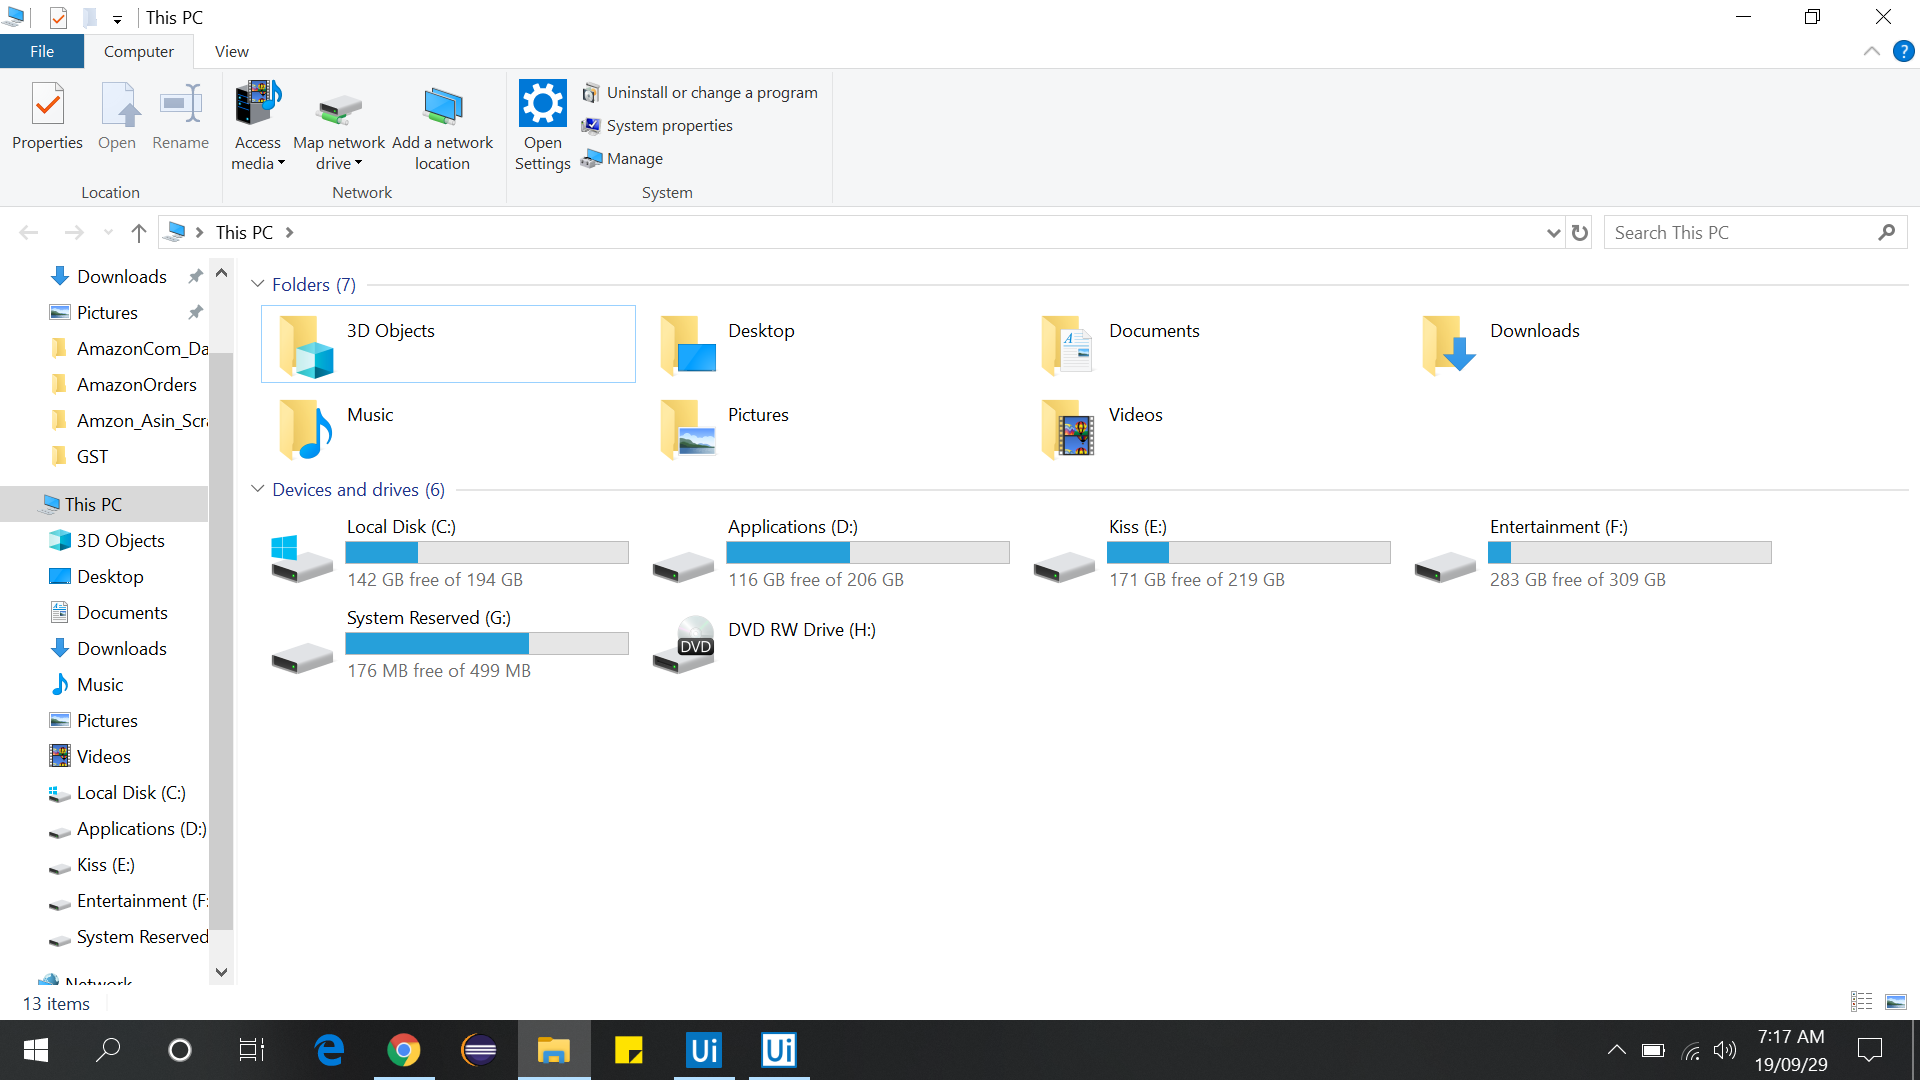 This PC
File Computer View
?
Properties Open Rename
Access media
Map network drive
Add a network location
Open Settings
Uninstall or change a program
System properties
Manage
Location Network System
This PC
Search This PC
Downloads
Pictures
AmazonCom_Da
AmazonOrders
Amzon_Asin_Scr
GST
This PC
3D Objects
Desktop
Documents
Downloads
Music
Pictures
Videos
Local Disk (C:)
Applications (D:)
Kiss (E:)
Entertainment (F:
System Reserved
Network
Folders (7)
3D Objects
Desktop
Documents
Downloads
Music
Pictures
Videos
Devices and drives (6)
Local Disk (C:)
142 GB free of 194 GB
Applications (D:)
116 GB free of 206 GB
Kiss (E:)
171 GB free of 219 GB
Entertainment (F:)
283 GB free of 309 GB
System Reserved (G:)
176 MB free of 499 MB
DVD
DVD RW Drive (H:)
13 items
Ui Ui
7:17 AM
19/09/29